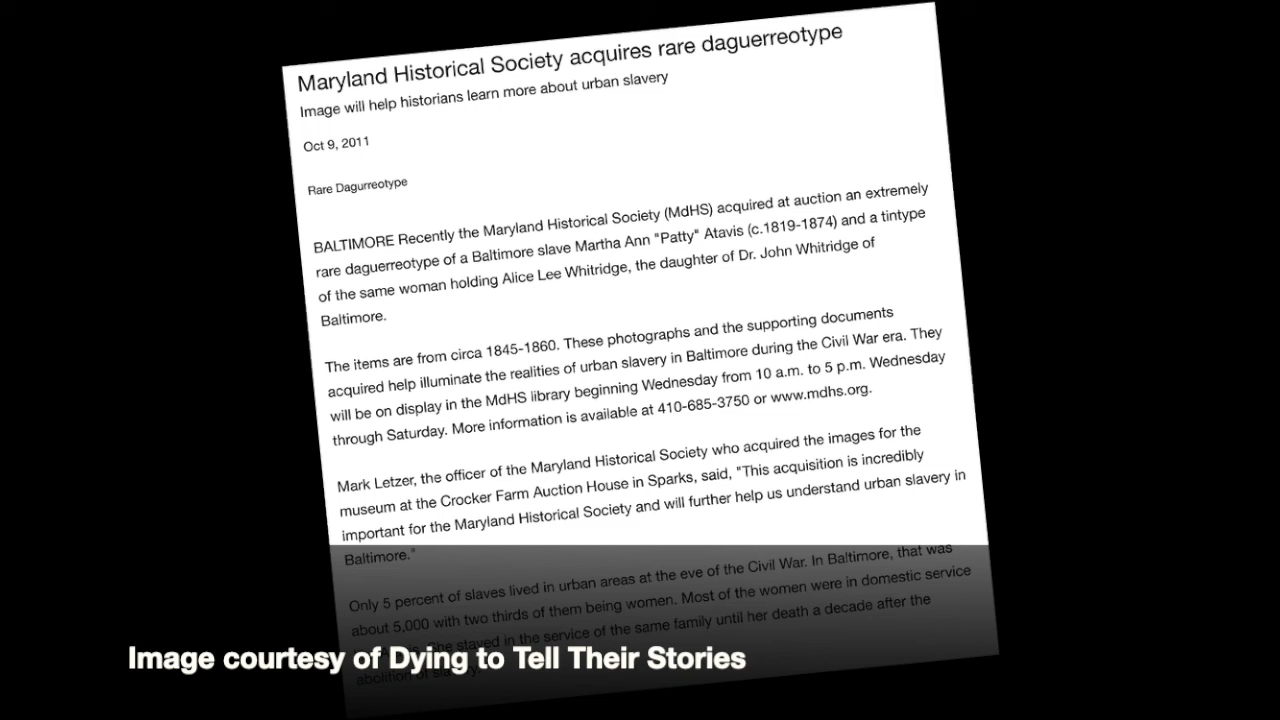 Maryland Historical Society acquires rare daguerreotype
Image will help historians learn more about urban slavery
Oct 9, 2011
Rare Dagurreotype
BALTIMORE Recently the Maryland Historical Society (MdHS) acquired at auction an extremely
rare daguerreotype of a Baltimore slave Martha Ann "Patty" Atavis (c.1819-1874) and a tintype
of the same woman holding Alice Lee Whitridge, the daughter of Dr. John Whitridge of
Baltimore.
The items are from circa 1845-1860. These photographs and the supporting documents
acquired help illuminate the realities of urban slavery in Baltimore during the Civil War era. They
will be on display in the MdHS library beginning Wednesday from 10 a.m. to 5 p.m. Wednesday
through Saturday. More information is available at 410-685-3750 or www.mdhs.org.
Mark Letzer, the officer of the Maryland Historical Society who acquired the images for the
museum at the Crocker Farm Auction House in Sparks, said, "This acquisition is incredibly
important for the Maryland Historical Society and will further help us understand urban slavery in
Baltimore."
Only 5 percent of slaves lived in urban areas at the eve of the Civil War. In Baltimore, that was
about 5,000 with two thirds of them being women. Most of the women were in domestic service
She stayed in the service of the same family until her death a decade after the
abolition of slavery.
Image courtesy of Dying to Tell Their Stories